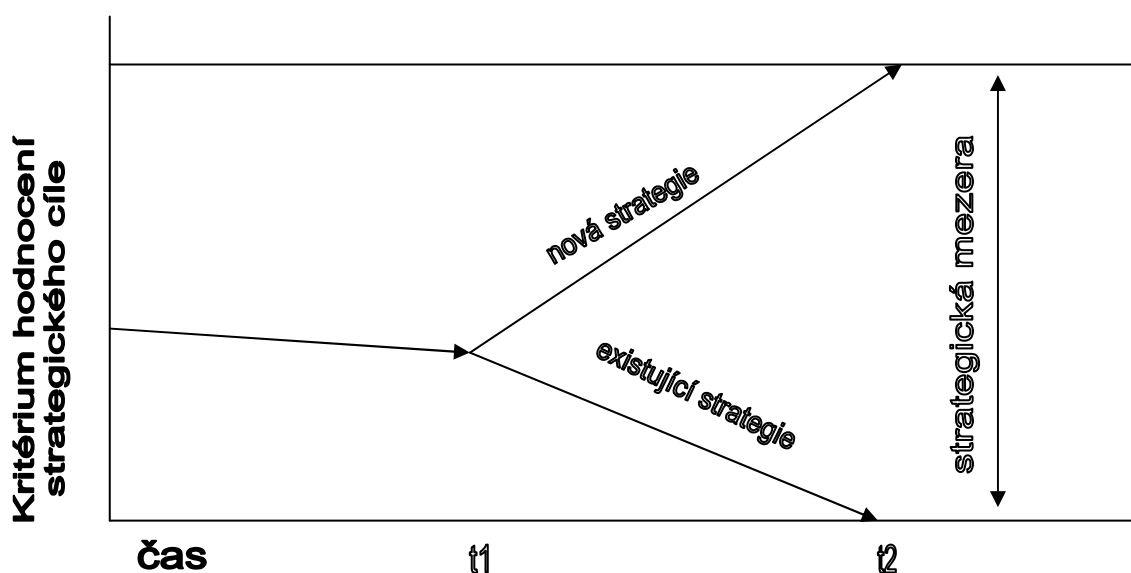 Kritérium hodnocení
strategického cíle
nová strategie
existující strategie
strategická mezera
čas
t1
t2